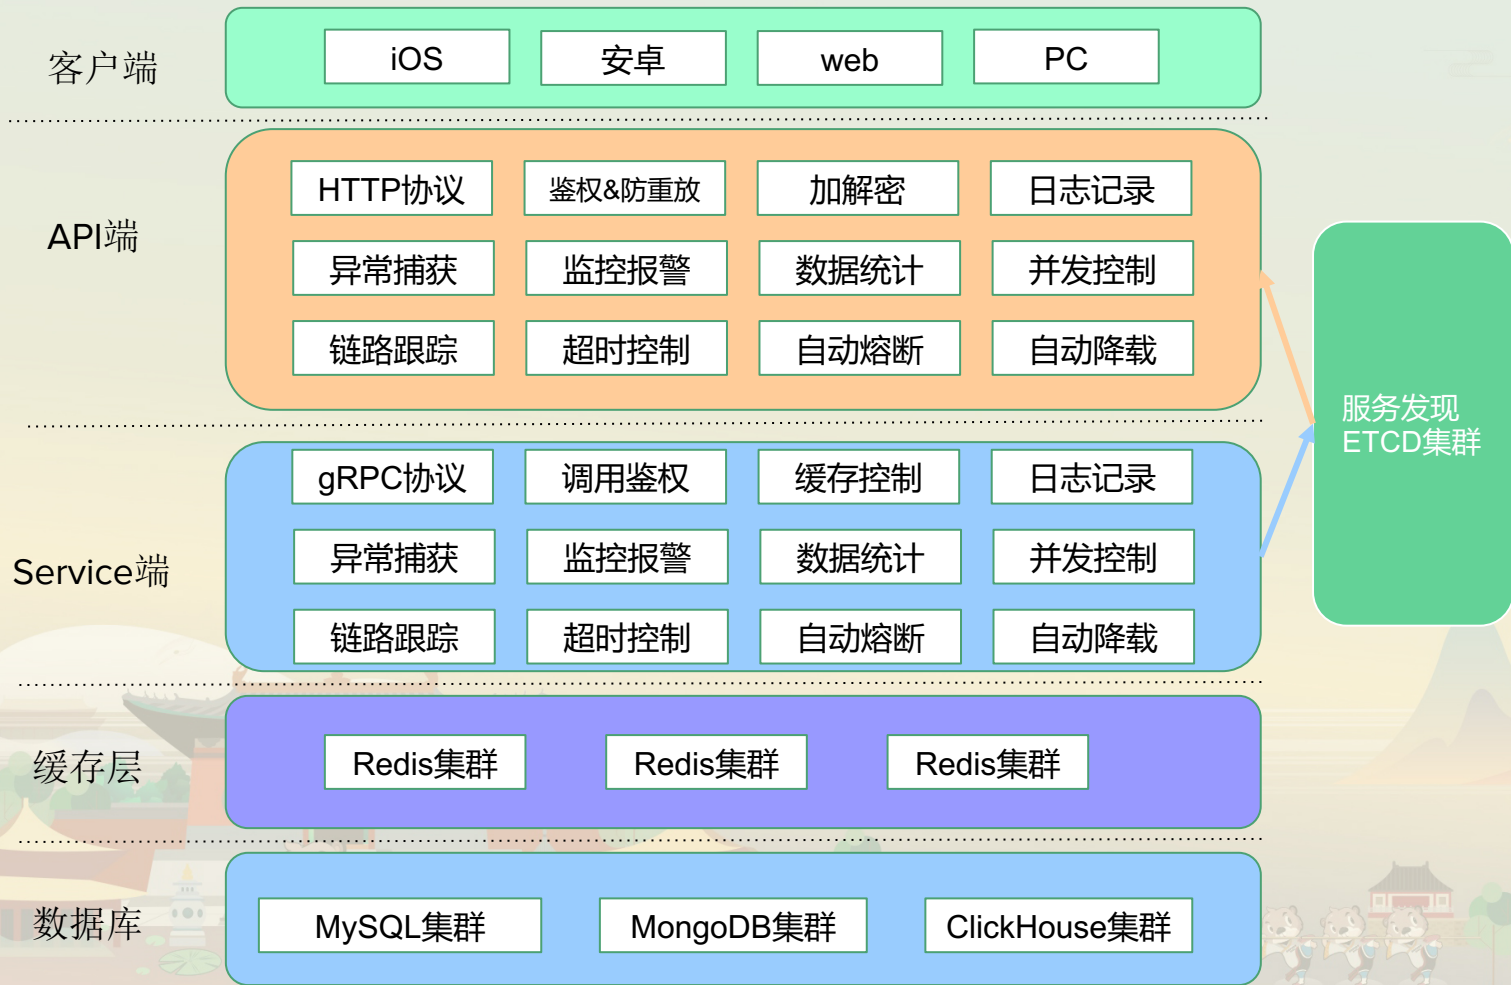 客户端
iOS
安卓
web
PC
API端
HTTP协议
鉴权&防重放
加解密
日志记录
异常捕获
监控报警
数据统计
并发控制
链路跟踪
超时控制
自动熔断
自动降载
服务发现
ETCD集群
Service端
gRPC协议
调用鉴权
缓存控制
日志记录
异常捕获
监控报警
数据统计
并发控制
链路跟踪
超时控制
自动熔断
自动降载
缓存层
Redis集群
Redis集群
Redis集群
数据库
MySQL集群
MongoDB集群
ClickHouse集群